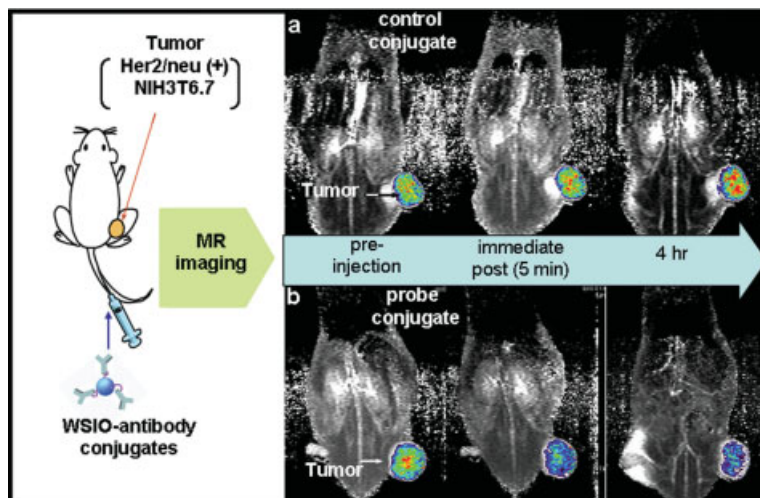 Tumor
Her2/neu (+)
NIH3T6.7
MR
imaging
WSIO-antibody
conjugates
a
control
conjugate
Tumor
pre-
injection
immediate
post (5 min)
4 hr
b
probe
conjugate
Tumor